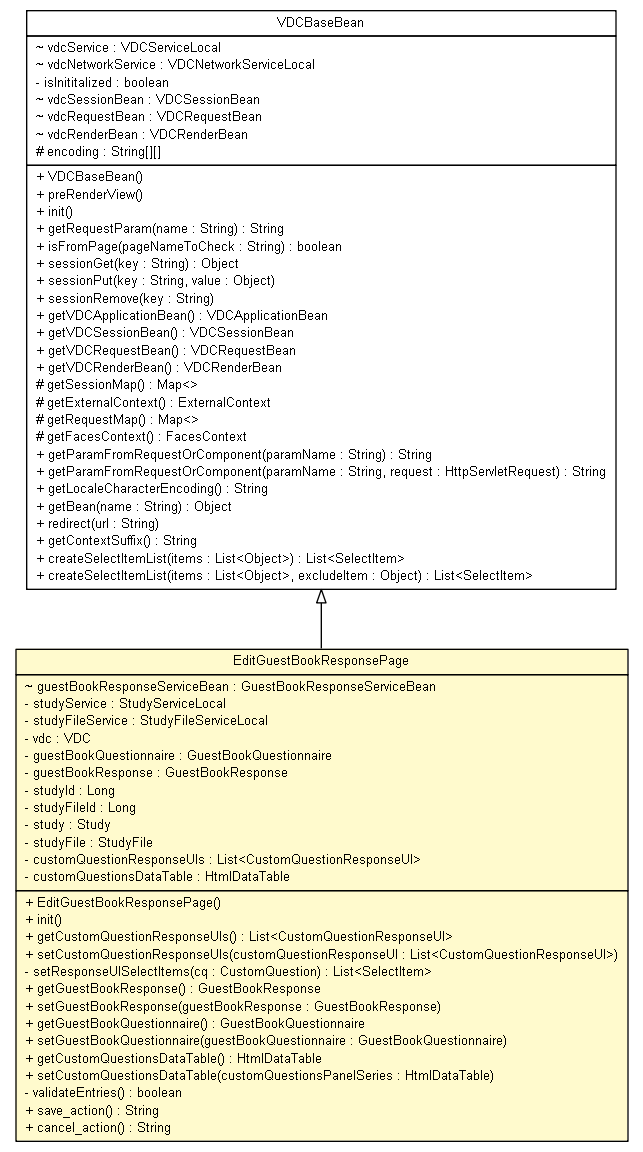 VDCBaseBean
~ vdcService : VDCServiceLocal
~ vdcNetworkService : VDCNetworkServiceLocal
- isInititalized : boolean
~ vdcSessionBean : VDCSessionBean
~ vdcRequestBean : VDCRequestBean
~ vdcRenderBean : VDCRenderBean
# encoding : String[][]
+ VDCBaseBean()
+ preRenderView()
+ init()
+ getRequestParam(name : String) : String
+ isFromPage(pageNameToCheck : String) : boolean
+ sessionGet(key : String) : Object
+ sessionPut(key : String, value : Object)
+ sessionRemove(key : String)
+ getVDCApplicationBean() : VDCApplicationBean
+ getVDCSessionBean() : VDCSessionBean
+ getVDCRequestBean() : VDCRequestBean
+ getVDCRenderBean() : VDCRenderBean
# getSessionMap() : Map<>
# getExternalContext() : ExternalContext
# getRequestMap() : Map<>
# getFacesContext() : FacesContext
+ getParamFromRequestOrComponent(paramName : String) : String
+ getParamFromRequestOrComponent(paramName : String, request : HttpServletRequest) : String
+ getLocaleCharacterEncoding() : String
+ getBean(name : String) : Object
+ redirect(url : String)
+ getContextSuffix() : String
+ createSelectItemList(items : List<Object>) : List<SelectItem>
+ createSelectItemList(items : List<Object>, excludeItem : Object) : List<SelectItem>
EditGuestBookResponsePage
~ guestBookResponseServiceBean : GuestBookResponseServiceBean
- studyService : StudyServiceLocal
- studyFileService : StudyFileServiceLocal
- vdc : VDC
- guestBookQuestionnaire : GuestBookQuestionnaire
- guestBookResponse : GuestBookResponse
- studyId : Long
- studyFileId : Long
- study : Study
- studyFile : StudyFile
- customQuestionResponseUIs : List<CustomQuestionResponseUI>
- customQuestionsDataTable : HtmlDataTable
+ EditGuestBookResponsePage()
+ init()
+ getCustomQuestionResponseUIs() : List<CustomQuestionResponseUI>
+ setCustomQuestionResponseUIs(customQuestionResponseUI : List<CustomQuestionResponseUI>)
- setResponseUISelectItems(cq : CustomQuestion) : List<SelectItem>
+ getGuestBookResponse() : GuestBookResponse
+ setGuestBookResponse(guestBookResponse : GuestBookResponse)
+ getGuestBookQuestionnaire() : GuestBookQuestionnaire
+ setGuestBookQuestionnaire(guestBookQuestionnaire : GuestBookQuestionnaire)
+ getCustomQuestionsDataTable() : HtmlDataTable
+ setCustomQuestionsDataTable(customQuestionsPanelSeries : HtmlDataTable)
- validateEntries() : boolean
+ save_action() : String
+ cancel_action() : String